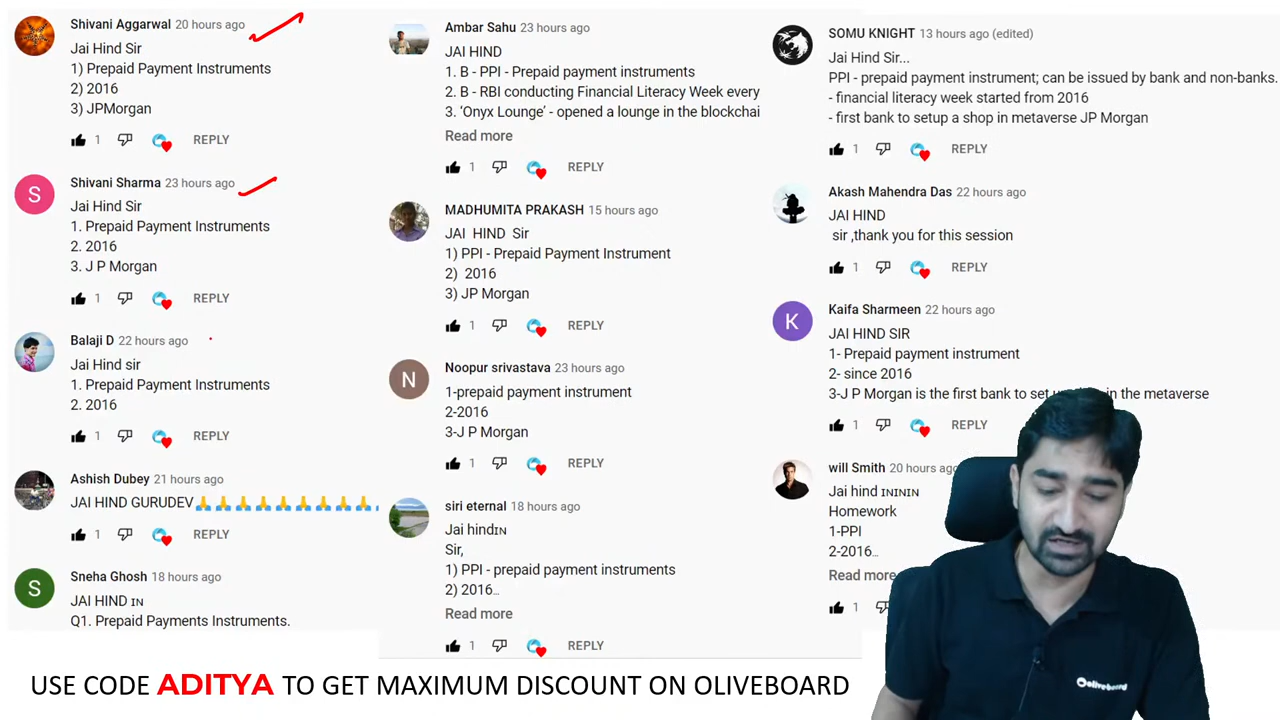 Shivani Aggarwal 20 hours ago
Jai Hind Sir
1) Prepaid Payment Instruments
2) 2016
3) JPMorgan
1 REPLY
S
Shivani Sharma 23 hours ago
Jai Hind Sir
1. Prepaid Payment Instruments
2. 2016
3. J P Morgan
1 REPLY
Balaji D 22 hours ago
Jai Hind sir
1. Prepaid Payment Instruments
2. 2016
1 REPLY
Ashish Dubey 21 hours ago
JAI HIND GURUDEV🙏🙏🙏🙏🙏🙏🙏🙏🙏
1 REPLY
S
Sneha Ghosh 18 hours ago
JAI HIND ɪɴ
Q1. Prepaid Payments Instruments.
Ambar Sahu 23 hours ago
JAI HIND
1. B - PPI - Prepaid payment instruments
2. B - RBI conducting Financial Literacy Week every
3. ‘Onyx Lounge’ - opened a lounge in the blockchai
Read more
1 REPLY
MADHUMITA PRAKASH 15 hours ago
JAI HIND Sir
1) PPI - Prepaid Payment Instrument
2) 2016
3) JP Morgan
1 REPLY
N
Noopur srivastava 23 hours ago
1-prepaid payment instrument
2-2016
3-J P Morgan
1 REPLY
siri eternal 18 hours ago
Jai hindɪɴ
Sir,
1) PPI - prepaid payment instruments
2) 2016...
Read more
1 REPLY
SOMU KNIGHT 13 hours ago (edited)
Jai Hind Sir...
PPI - prepaid payment instrument; can be issued by bank and non-banks.
- financial literacy week started from 2016
- first bank to setup a shop in metaverse JP Morgan
1 REPLY
Akash Mahendra Das 22 hours ago
JAI HIND
sir ,thank you for this session
1 REPLY
K
Kaifa Sharmeen 22 hours ago
JAI HIND SIR
1- Prepaid payment instrument
2- since 2016
3-J P Morgan is the first bank to set in the metaverse
1 REPLY
will Smith 20 hours ago
Jai hind ɪɴɪɴɪɴ
Homework
1-PPI
2-2016...
Read more
1
USE CODE ADITYA TO GET MAXIMUM DISCOUNT ON OLIVEBOARD
oliveboard